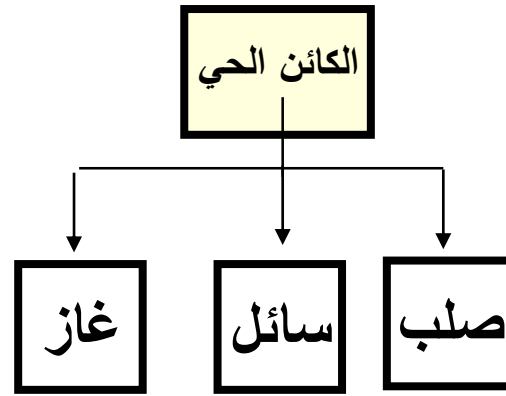 الكائن الحي
صلب
سائل
غاز